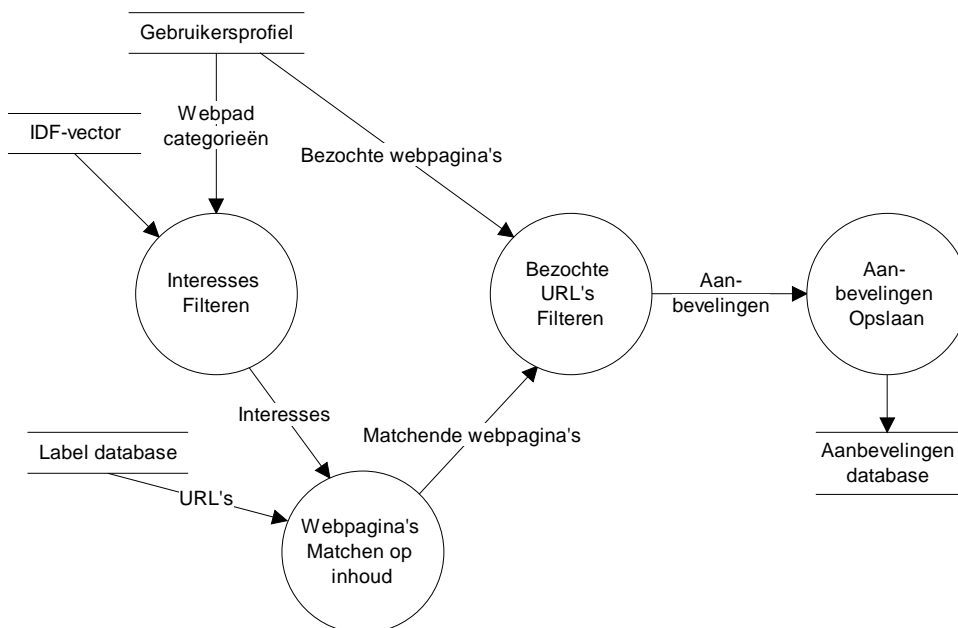 Gebruikersprofiel
IDF-vector
Webpad
categorieën
Bezochte webpagina's
Interesses
Filteren
Bezochte
URL's
Filteren
Aan-
bevelingen
Aan-
bevelingen
Opslaan
Interesses
Matchende webpagina's
Label database
URL's
Webpagina's
Matchen op
inhoud
Aanbevelingen
database